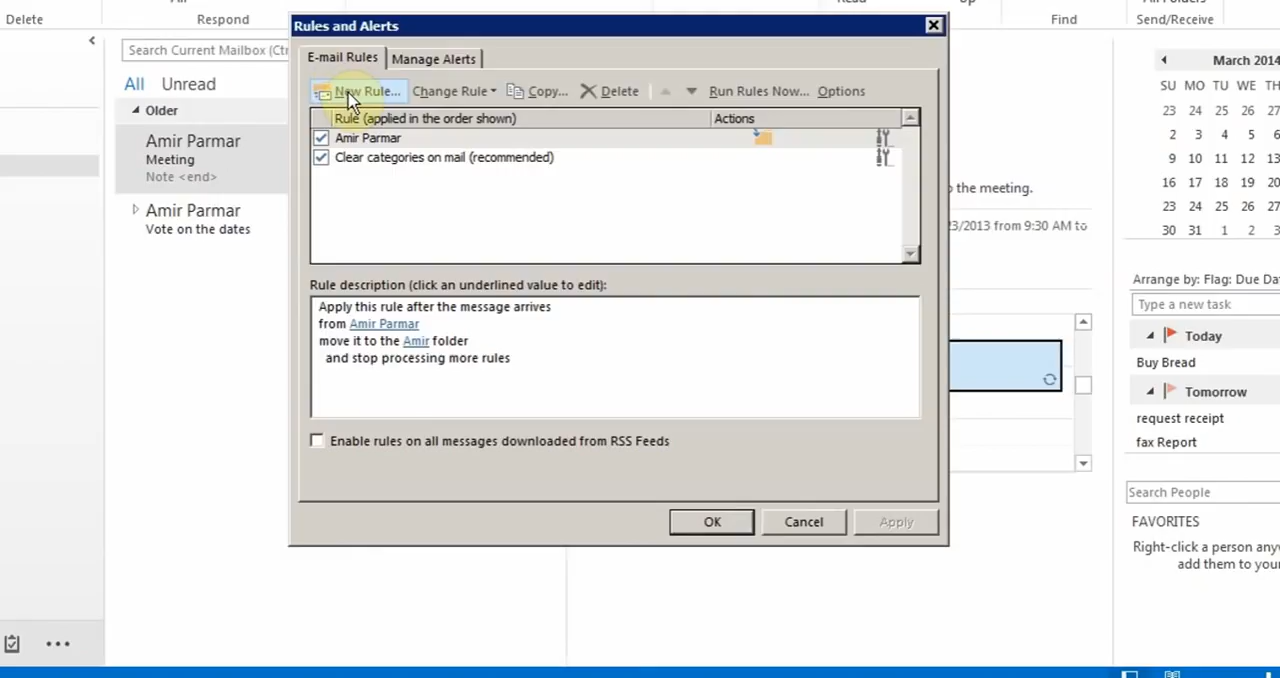 Delete
Respond
Find
Send/Receive
Rules and Alerts
E-mail Rules
Manage Alerts
New Rule...
Change Rule
Copy...
Delete
Run Rules Now...
Options
Rule (applied in the order shown)
Actions
Amir Parmar
Clear categories on mail (recommended)
Rule description (click an underlined value to edit):
Apply this rule after the message arrives
from Amir Parmar
move it to the Amir folder
and stop processing more rules
Enable rules on all messages downloaded from RSS Feeds
OK
Cancel
Apply
Search Current Mailbox (Ctr
All Unread
Older
Amir Parmar
Meeting
Note <end>
Amir Parmar
Vote on the dates
the meeting.
23/2013 from 9:30 AM to
March 2014
SU MO TU WE TH
23 24 25 26 27
2 3 4 5 6
9 10 11 12 13
16 17 18 19 20
23 24 25 26 27
30 31 1 2 3
Arrange by: Flag: Due Da
Type a new task
Today
Buy Bread
Tomorrow
request receipt
fax Report
Search People
FAVORITES
Right-click a person any
add them to your